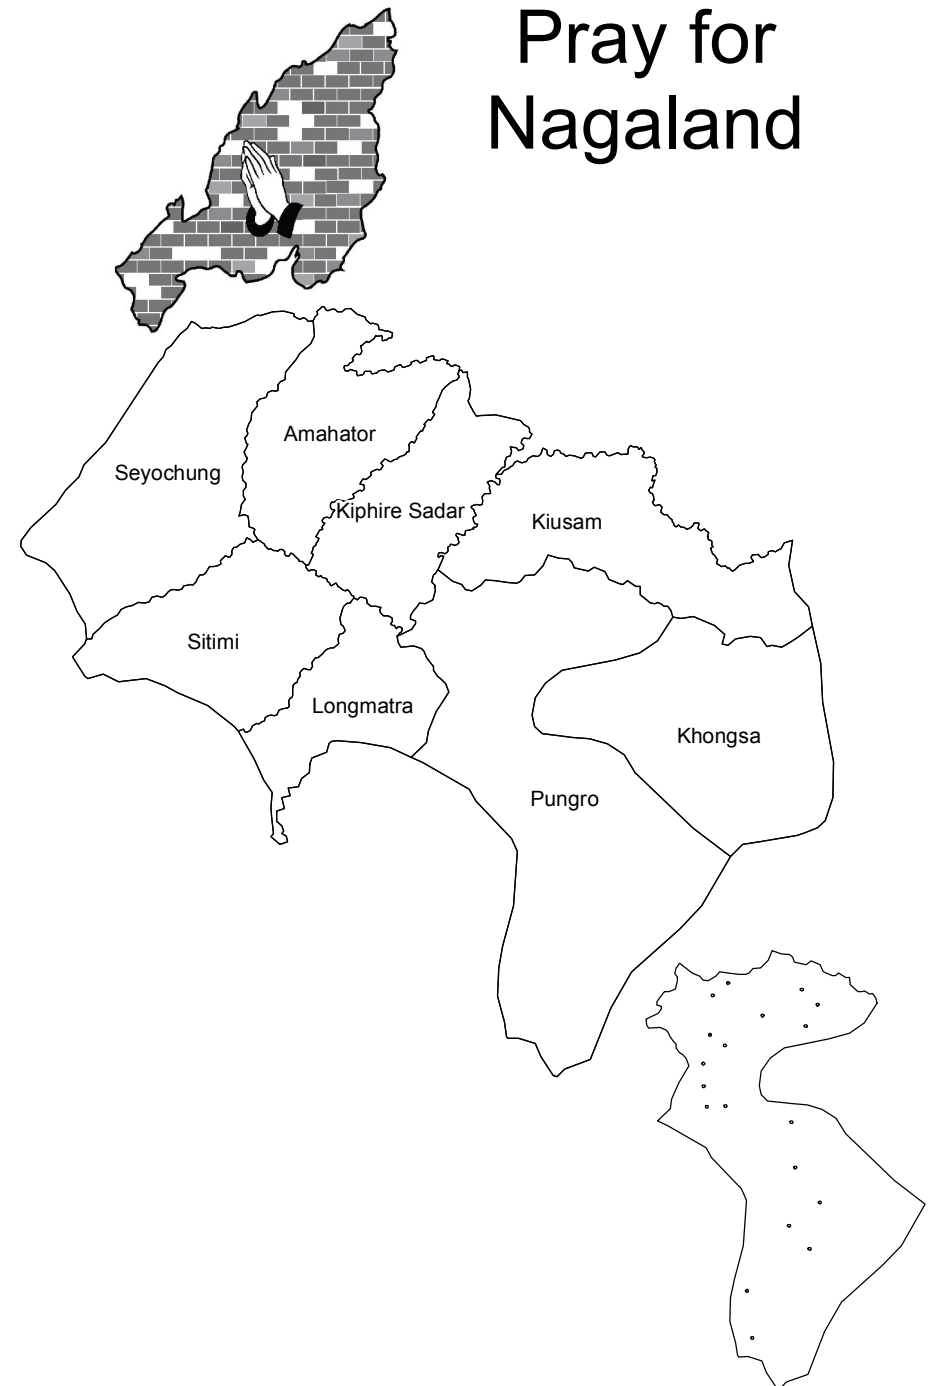 Pray for
Nagaland
Amahator
Seyochung
Kiphire Sadar
Kiusam
Sitimi
Longmatra
Khongsa
Pungro